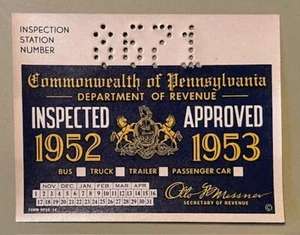 INSPECTION
STATION
NUMBER
3671
Commonwealth of Pennsylvania
DEPARTMENT OF REVENUE
INSPECTED APPROVED
1952 1953
BUS TRUCK TRAILER PASSENGER CAR
NOV DEC JAN FEB MAR APR
1 2 3 4 5 6 7 8 9 10 11 12 13 14 15 16
17 18 19 20 21 22 23 24 25 26 27 28 29 30 31
Otto F. Messner
SECRETARY OF REVENUE
©